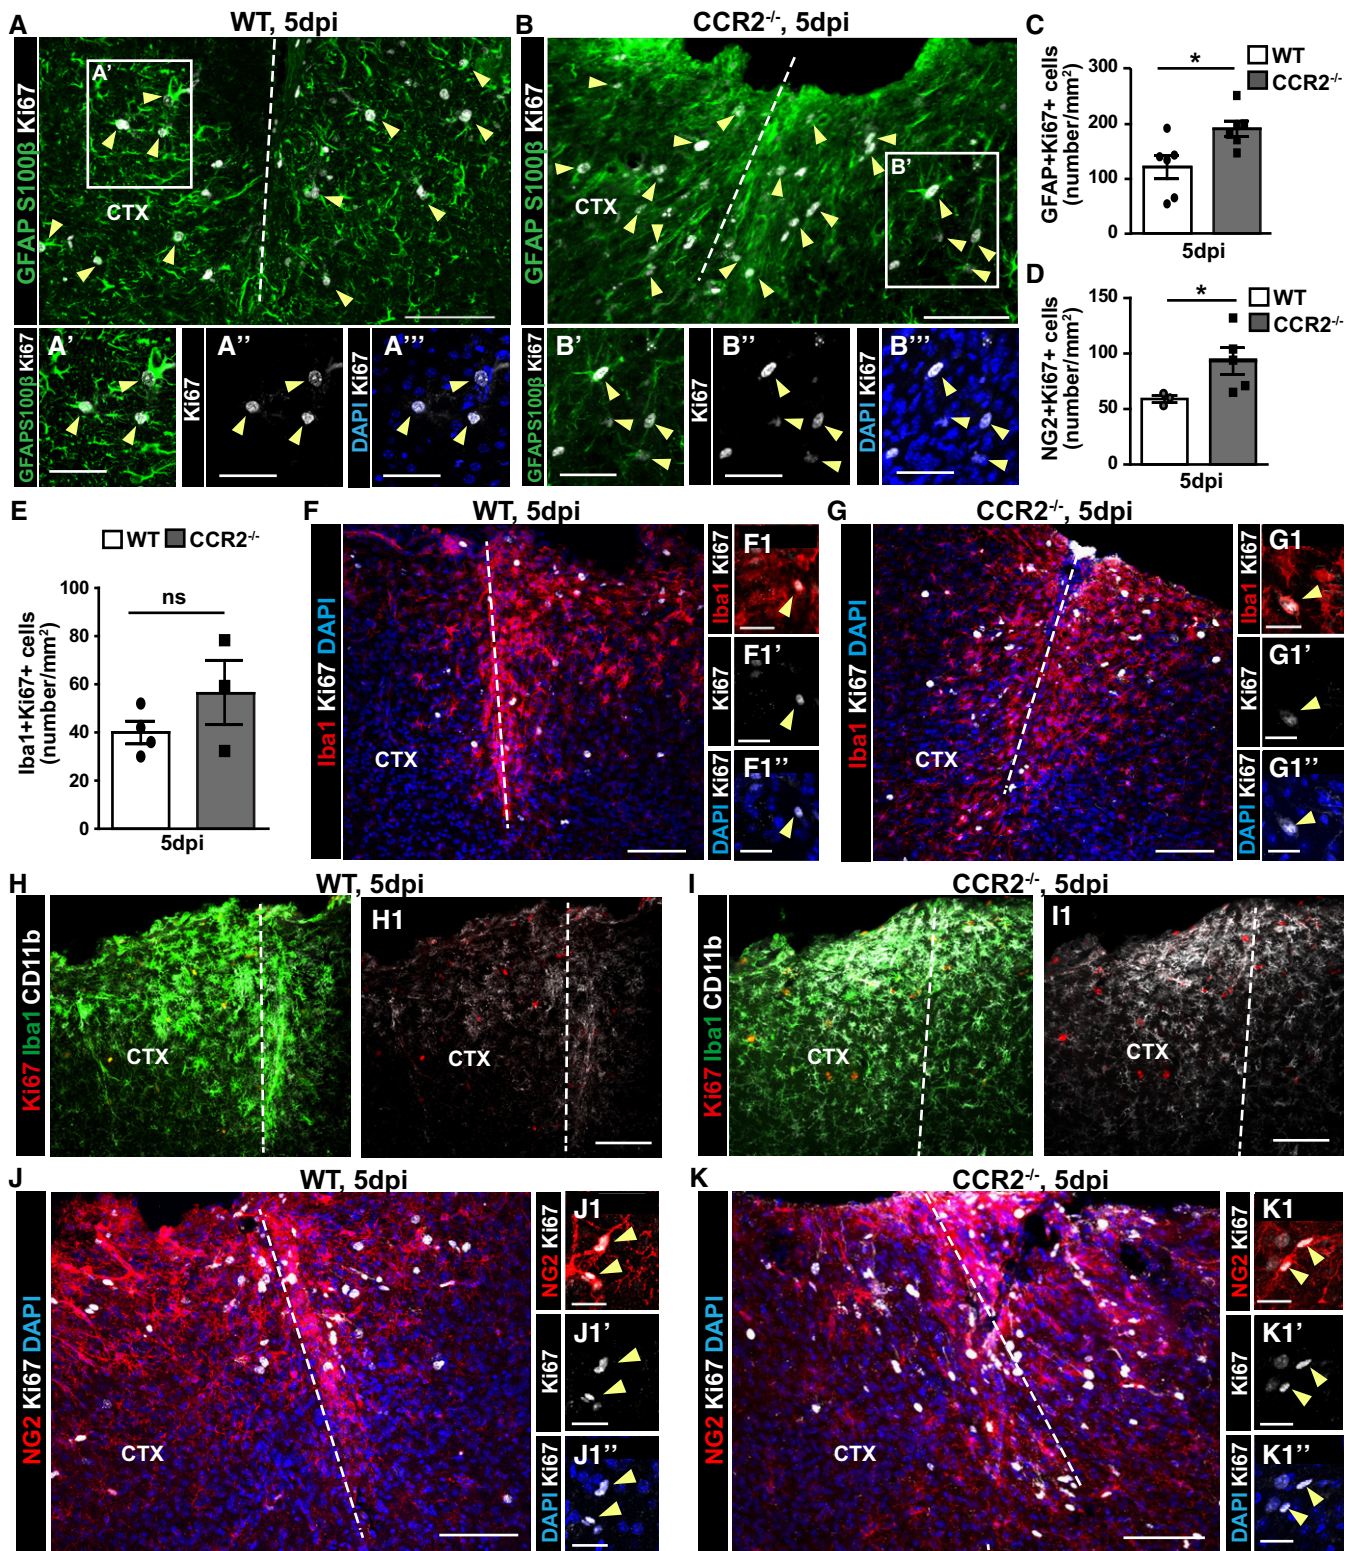 A
WT, 5dpi
GFAP S100ß Ki67
A'
CTX
A'
GFAPS100ß Ki67
A''
Ki67
A'''
DAPI Ki67
B
CCR2-/-, 5dpi
GFAP S100ß Ki67
B'
CTX
B'
GFAPS100ß Ki67
B''
Ki67
B'''
DAPI Ki67
C
WT
CCR2-/-
*
GFAP+Ki67+ cells
(number/mm2)
300
200
100
0
5dpi
D
WT
CCR2-/-
*
NG2+Ki67+ cells
(number/mm2)
150
100
50
0
5dpi
E
WT CCR2-/-
ns
Iba1+Ki67+ cells
(number/mm2)
100
80
60
40
20
0
5dpi
F
WT, 5dpi
Iba1 Ki67 DAPI
CTX
F1
Iba1 Ki67
F1'
Ki67
F1''
DAPI Ki67
G
CCR2-/-, 5dpi
Iba1 Ki67 DAPI
CTX
G1
Iba1 Ki67
G1'
Ki67
G1''
DAPI Ki67
H
WT, 5dpi
Ki67 Iba1 CD11b
CTX
H1
CTX
I
CCR2-/-, 5dpi
Ki67 Iba1 CD11b
CTX
I1
CTX
J
WT, 5dpi
NG2 Ki67 DAPI
CTX
J1
NG2 Ki67
J1'
Ki67
J1''
DAPI Ki67
K
CCR2-/-, 5dpi
NG2 Ki67 DAPI
CTX
K1
NG2 Ki67
K1'
Ki67
K1''
DAPI Ki67